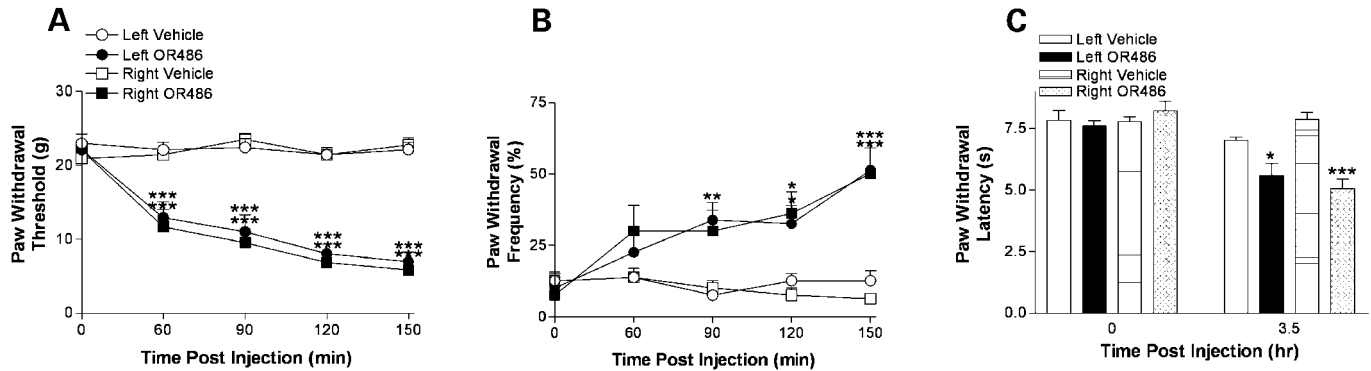 A
Left Vehicle
Left OR486
Right Vehicle
Right OR486
Paw Withdrawal
Threshold (g)
30
20
10
0
***
***
***
***
***
***
***
***
0 60 90 120 150
Time Post Injection (min)
B
Paw Withdrawal
Frequency (%)
75
50
25
0
**
*
*
***
***
0 60 90 120 150
Time Post Injection (min)
C
Left Vehicle
Left OR486
Right Vehicle
Right OR486
Paw Withdrawal
Latency (s)
7.5
5.0
2.5
0.0
*
***
0 3.5
Time Post Injection (hr)